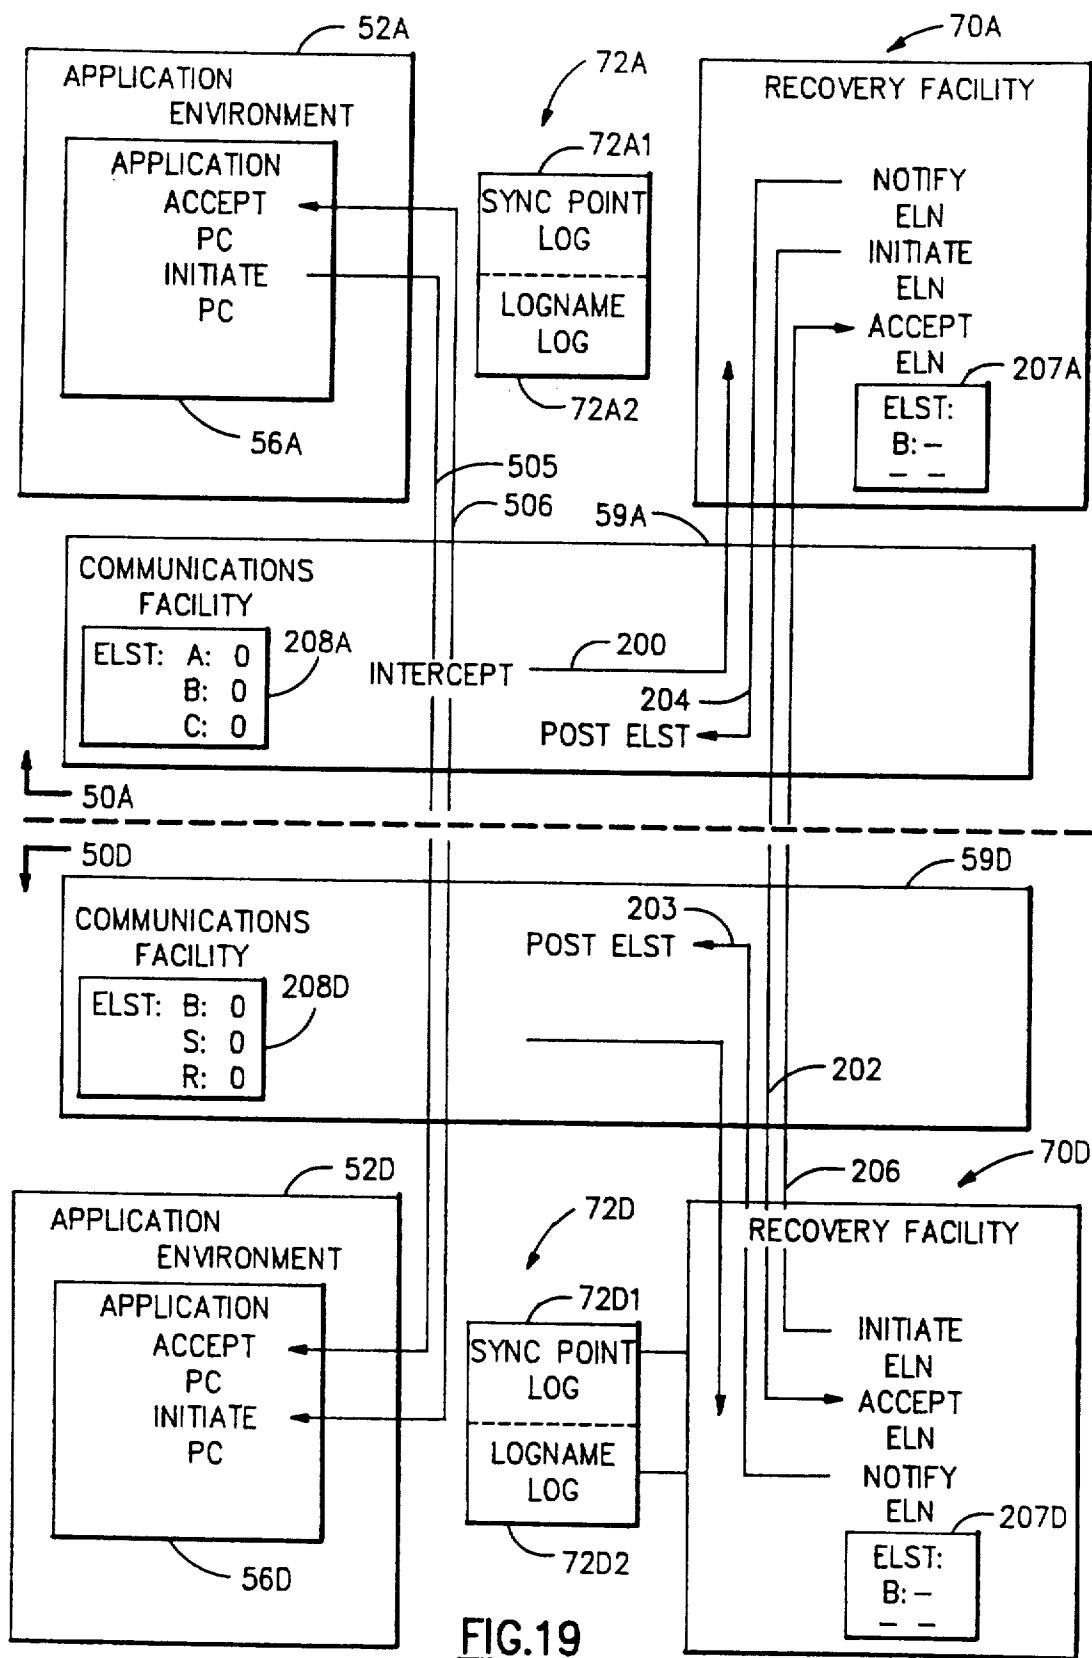 52A
APPLICATION
ENVIRONMENT
APPLICATION
ACCEPT
PC
INITIATE
PC
56A
72A
72A1
SYNC POINT
LOG
LOGNAME
LOG
72A2
70A
RECOVERY FACILITY
NOTIFY
ELN
INITIATE
ELN
ACCEPT
ELN
207A
ELST:
B: –
– –
505
506
59A
COMMUNICATIONS
FACILITY
ELST: A: 0
B: 0
C: 0
208A
INTERCEPT
200
204
POST ELST
50A
50D
59D
COMMUNICATIONS
FACILITY
ELST: B: 0
S: 0
R: 0
208D
203
POST ELST
202
206
52D
APPLICATION
ENVIRONMENT
APPLICATION
ACCEPT
PC
INITIATE
PC
56D
72D
72D1
SYNC POINT
LOG
LOGNAME
LOG
72D2
70D
RECOVERY FACILITY
INITIATE
ELN
ACCEPT
ELN
NOTIFY
ELN
207D
ELST:
B: –
– –
FIG.19